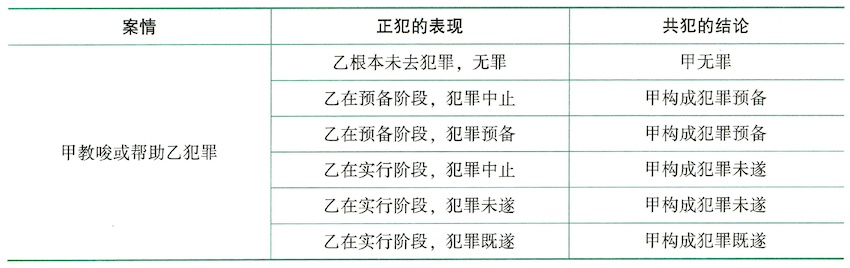 案情 正犯的表现 共犯的结论
乙根本未去犯罪，无罪 甲无罪
乙在预备阶段，犯罪中止 甲构成犯罪预备
乙在预备阶段，犯罪预备 甲构成犯罪预备
甲教唆或帮助乙犯罪
乙在实行阶段，犯罪中止 甲构成犯罪未遂
乙在实行阶段，犯罪未遂 甲构成犯罪未遂
乙在实行阶段，犯罪既遂 甲构成犯罪既遂